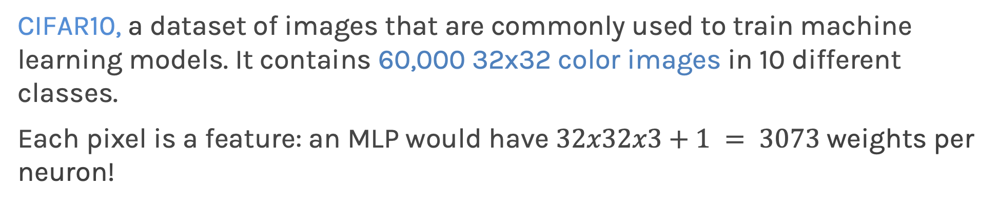 CIFAR10, a dataset of images that are commonly used to train machine
learning models. It contains 60,000 32x32 color images in 10 different
classes.
Each pixel is a feature: an MLP would have 32x32x3 + 1 = 3073 weights per
neuron!